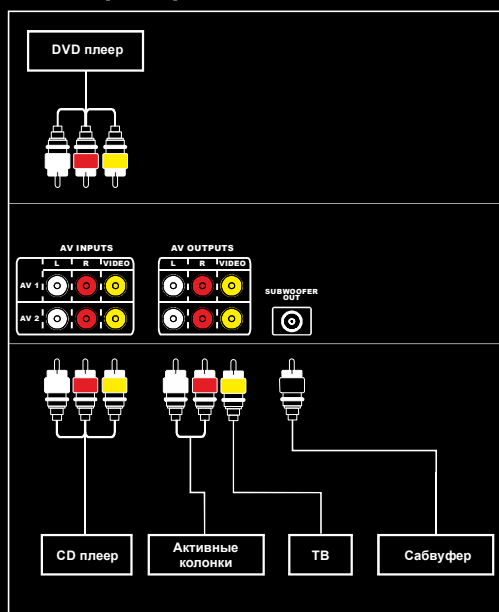 DVD плеер
AV INPUTS
AV OUTPUTS
L R VIDEO
L R VIDEO
AV 1
AV 2
SUBWOOFER
OUT
CD плеер
Активные
колонки
ТВ
Сабвуфер